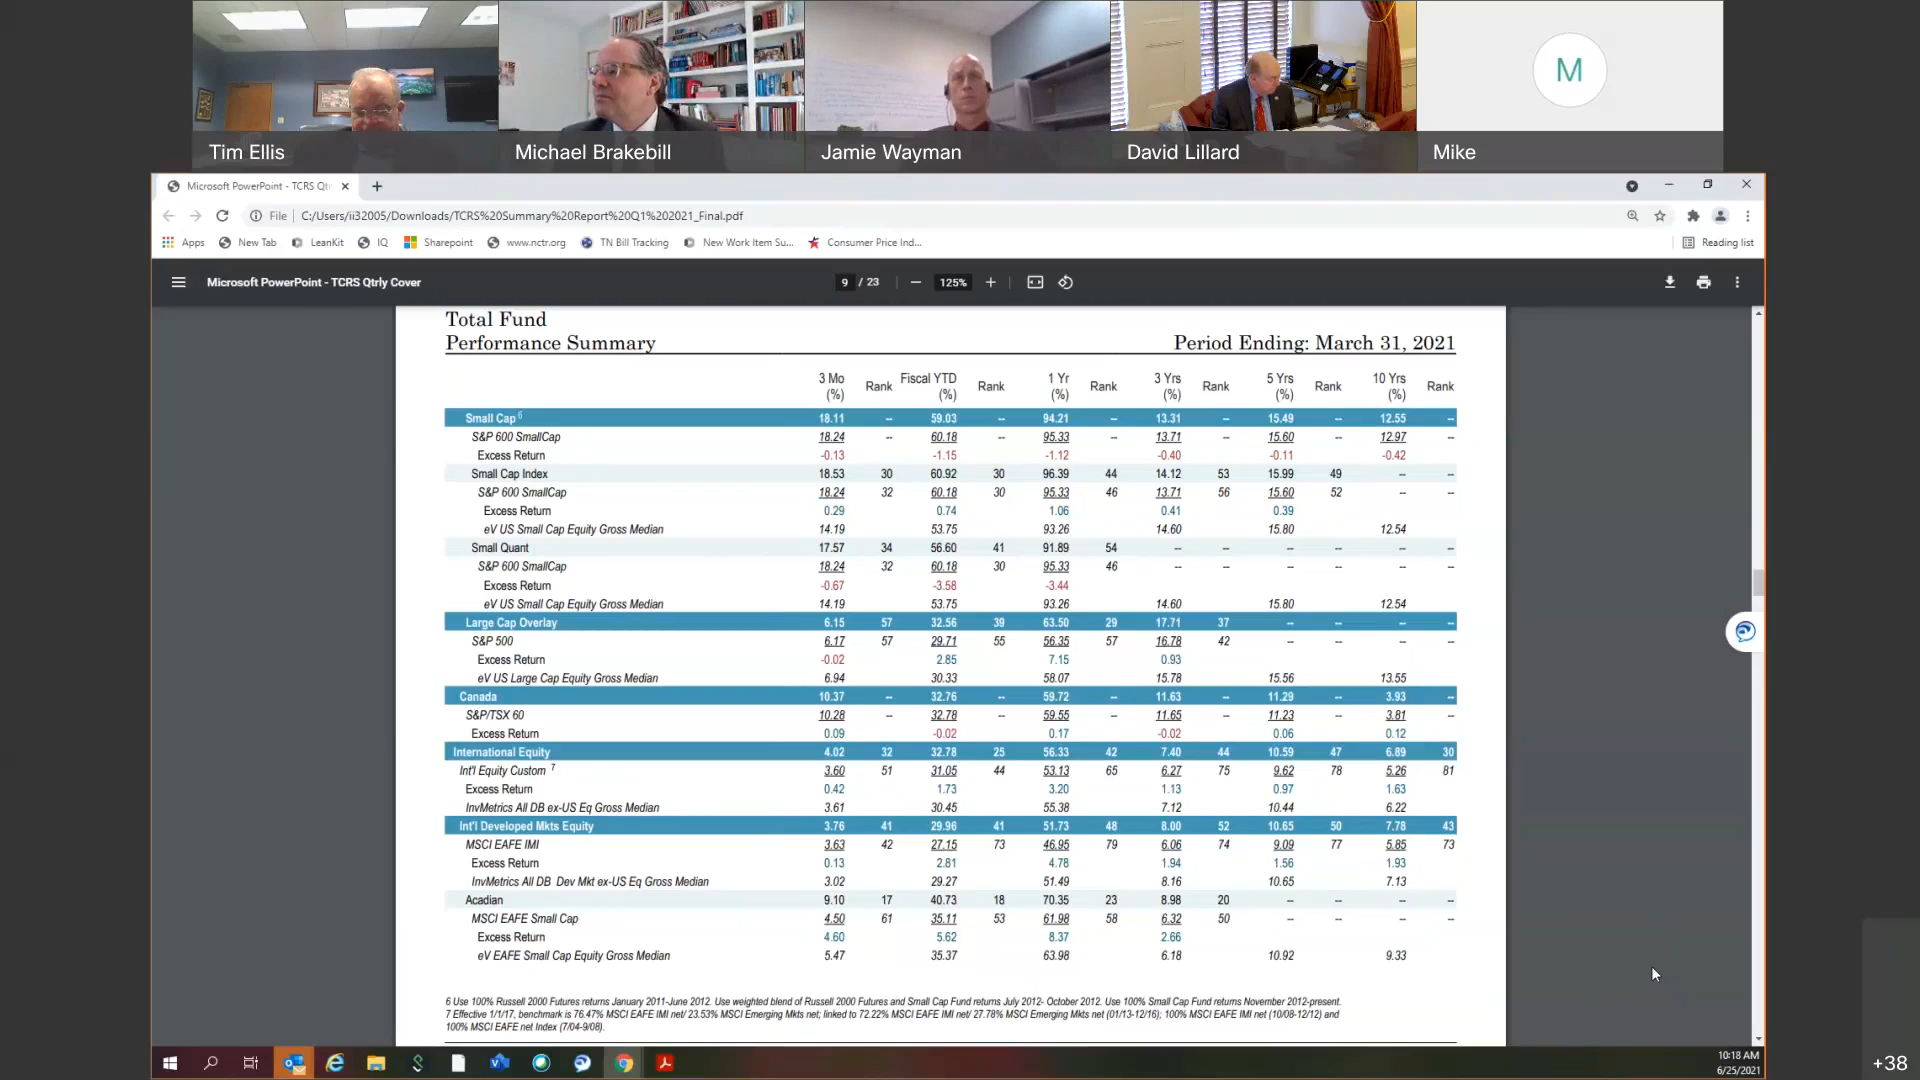 M
Tim Ellis
Michael Brakebill
Jamie Wayman
David Lillard
Mike
Microsoft PowerPoint - TCRS Qtr
File | C:/Users/ii32005/Downloads/TCRS%20Summary%20Report%20Q1%202021_Final.pdf
Apps New Tab LeanKit IQ Sharepoint www.nctr.org TN Bill Tracking New Work Item Su... Consumer Price Ind... Reading list
Microsoft PowerPoint - TCRS Qtrly Cover 9 / 23 − 125% +
Total Fund
Performance Summary Period Ending: March 31, 2021
3 Mo (%) Rank Fiscal YTD (%) Rank 1 Yr (%) Rank 3 Yrs (%) Rank 5 Yrs (%) Rank 10 Yrs (%) Rank
Small Cap 6 18.11 -- 59.03 -- 94.21 -- 13.31 -- 15.49 -- 12.55 --
S&P 600 SmallCap 18.24 -- 60.18 -- 95.33 -- 13.71 -- 15.60 -- 12.97 --
Excess Return -0.13 -1.15 -1.12 -0.40 -0.11 -0.42
Small Cap Index 18.53 30 60.92 30 96.39 44 14.12 53 15.99 49 -- --
S&P 600 SmallCap 18.24 32 60.18 30 95.33 46 13.71 56 15.60 52 -- --
Excess Return 0.29 0.74 1.06 0.41 0.39
eV US Small Cap Equity Gross Median 14.19 53.75 93.26 14.60 15.80 12.54
Small Quant 17.57 34 56.60 41 91.89 54 -- -- -- -- -- --
S&P 600 SmallCap 18.24 32 60.18 30 95.33 46 -- -- -- -- -- --
Excess Return -0.67 -3.58 -3.44
eV US Small Cap Equity Gross Median 14.19 53.75 93.26 14.60 15.80 12.54
Large Cap Overlay 6.15 57 32.56 39 63.50 29 17.71 37 -- -- -- --
S&P 500 6.17 57 29.71 55 56.35 57 16.78 42 -- -- -- --
Excess Return -0.02 2.85 7.15 0.93
eV US Large Cap Equity Gross Median 6.94 30.33 58.07 15.78 15.56 13.55
Canada 10.37 -- 32.76 -- 59.72 -- 11.63 -- 11.29 -- 3.93 --
S&P/TSX 60 10.28 -- 32.78 -- 59.55 -- 11.65 -- 11.23 -- 3.81 --
Excess Return 0.09 -0.02 0.17 -0.02 0.06 0.12
International Equity 4.02 32 32.78 25 56.33 42 7.40 44 10.59 47 6.89 30
Int'l Equity Custom 7 3.60 51 31.05 44 53.13 65 6.27 75 9.62 78 5.26 81
Excess Return 0.42 1.73 3.20 1.13 0.97 1.63
InvMetrics All DB ex-US Eq Gross Median 3.61 30.45 55.38 7.12 10.44 6.22
Int'l Developed Mkts Equity 3.76 41 29.96 41 51.73 48 8.00 52 10.65 50 7.78 43
MSCI EAFE IMI 3.63 42 27.15 73 46.95 79 6.06 74 9.09 77 5.85 73
Excess Return 0.13 2.81 4.78 1.94 1.56 1.93
InvMetrics All DB Dev Mkt ex-US Eq Gross Median 3.02 29.27 51.49 8.16 10.65 7.13
Acadian 9.10 17 40.73 18 70.35 23 8.98 20 -- -- -- --
MSCI EAFE Small Cap 4.50 61 35.11 53 61.98 58 6.32 50 -- -- -- --
Excess Return 4.60 5.62 8.37 2.66
eV EAFE Small Cap Equity Gross Median 5.47 35.37 63.98 6.18 10.92 9.33
6 Use 100% Russell 2000 Futures returns January 2011-June 2012. Use weighted blend of Russell 2000 Futures and Small Cap Fund returns July 2012- October 2012. Use 100% Small Cap Fund returns November 2012-present.
7 Effective 1/1/17, benchmark is 76.47% MSCI EAFE IMI net/ 23.53% MSCI Emerging Mkts net; linked to 72.22% MSCI EAFE IMI net/ 27.78% MSCI Emerging Mkts net (01/13-12/16); 100% MSCI EAFE IMI net (10/08-12/12) and
100% MSCI EAFE net Index (7/04-9/08).
10:18 AM
6/25/2021
+38